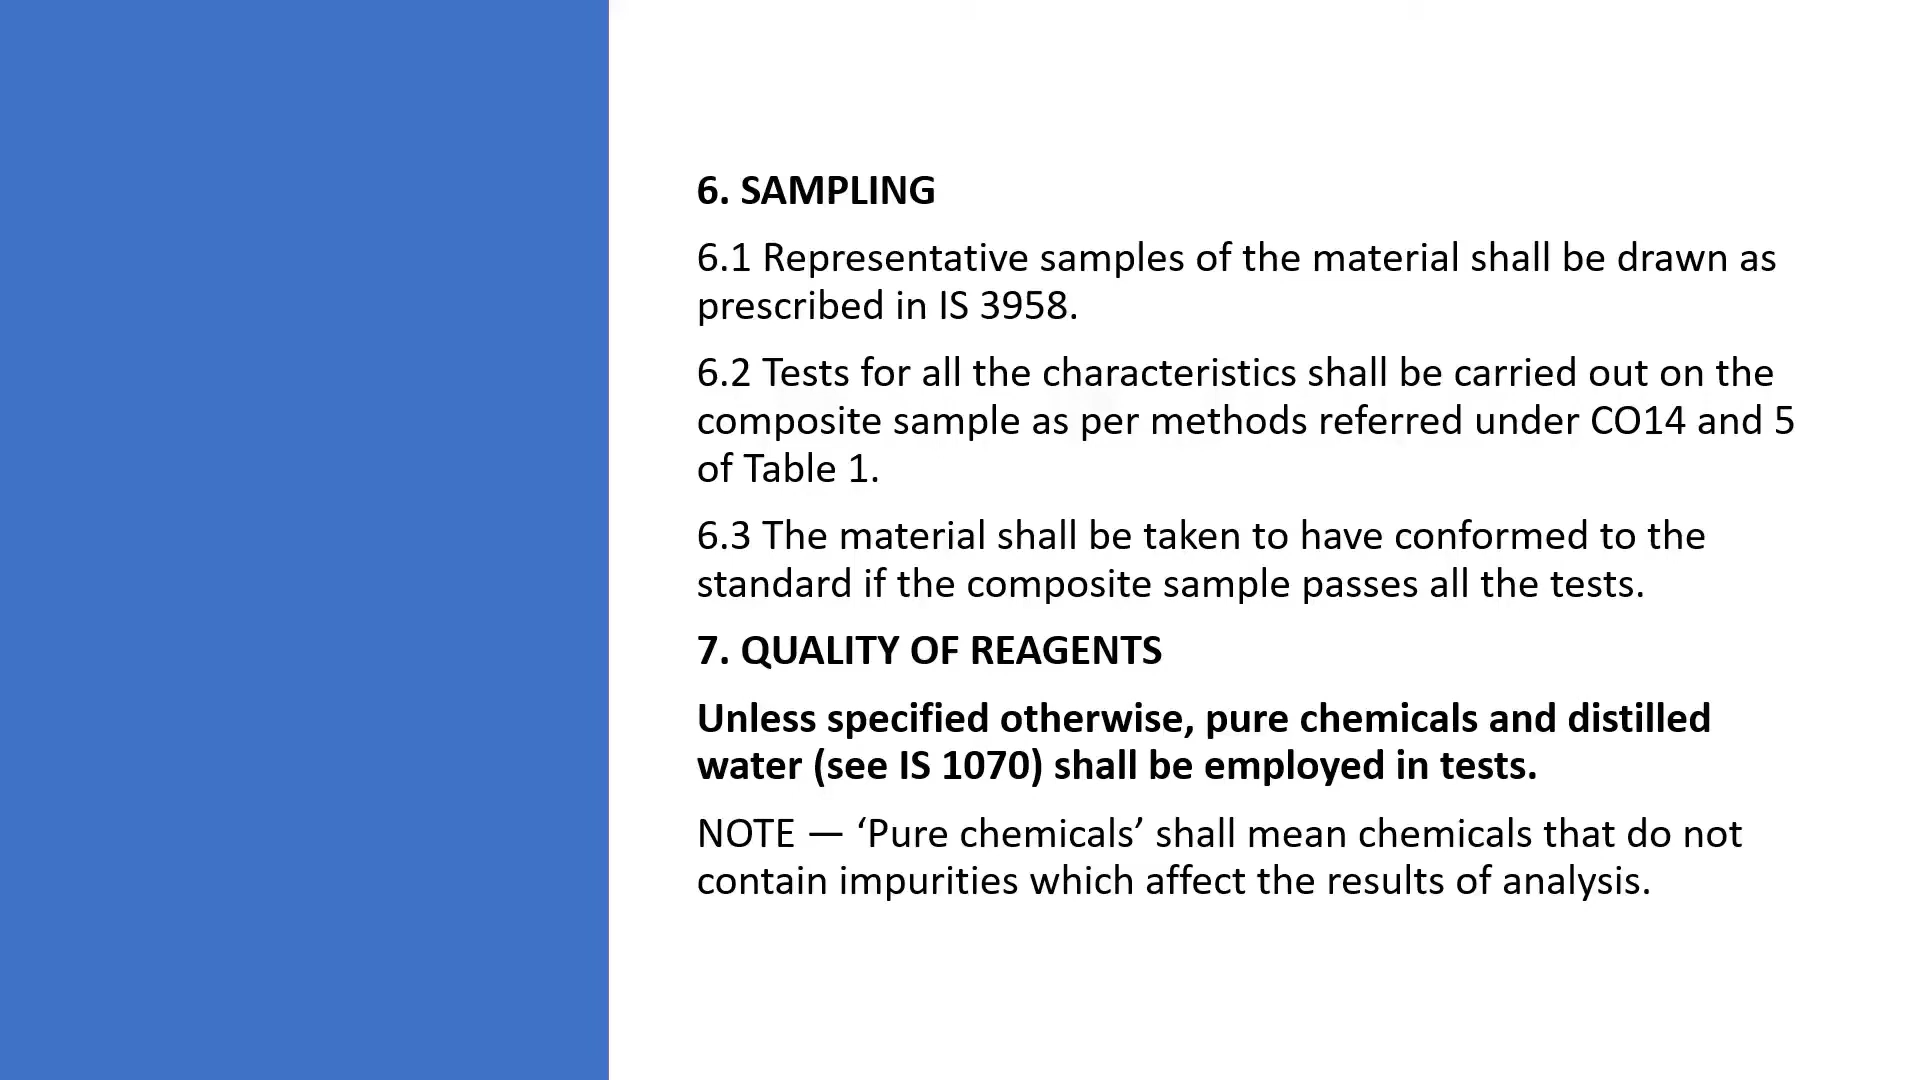 6. SAMPLING
6.1 Representative samples of the material shall be drawn as
prescribed in IS 3958.
6.2 Tests for all the characteristics shall be carried out on the
composite sample as per methods referred under CO14 and 5
of Table 1.
6.3 The material shall be taken to have conformed to the
standard if the composite sample passes all the tests.
7. QUALITY OF REAGENTS
Unless specified otherwise, pure chemicals and distilled
water (see IS 1070) shall be employed in tests.
NOTE — ‘Pure chemicals’ shall mean chemicals that do not
contain impurities which affect the results of analysis.